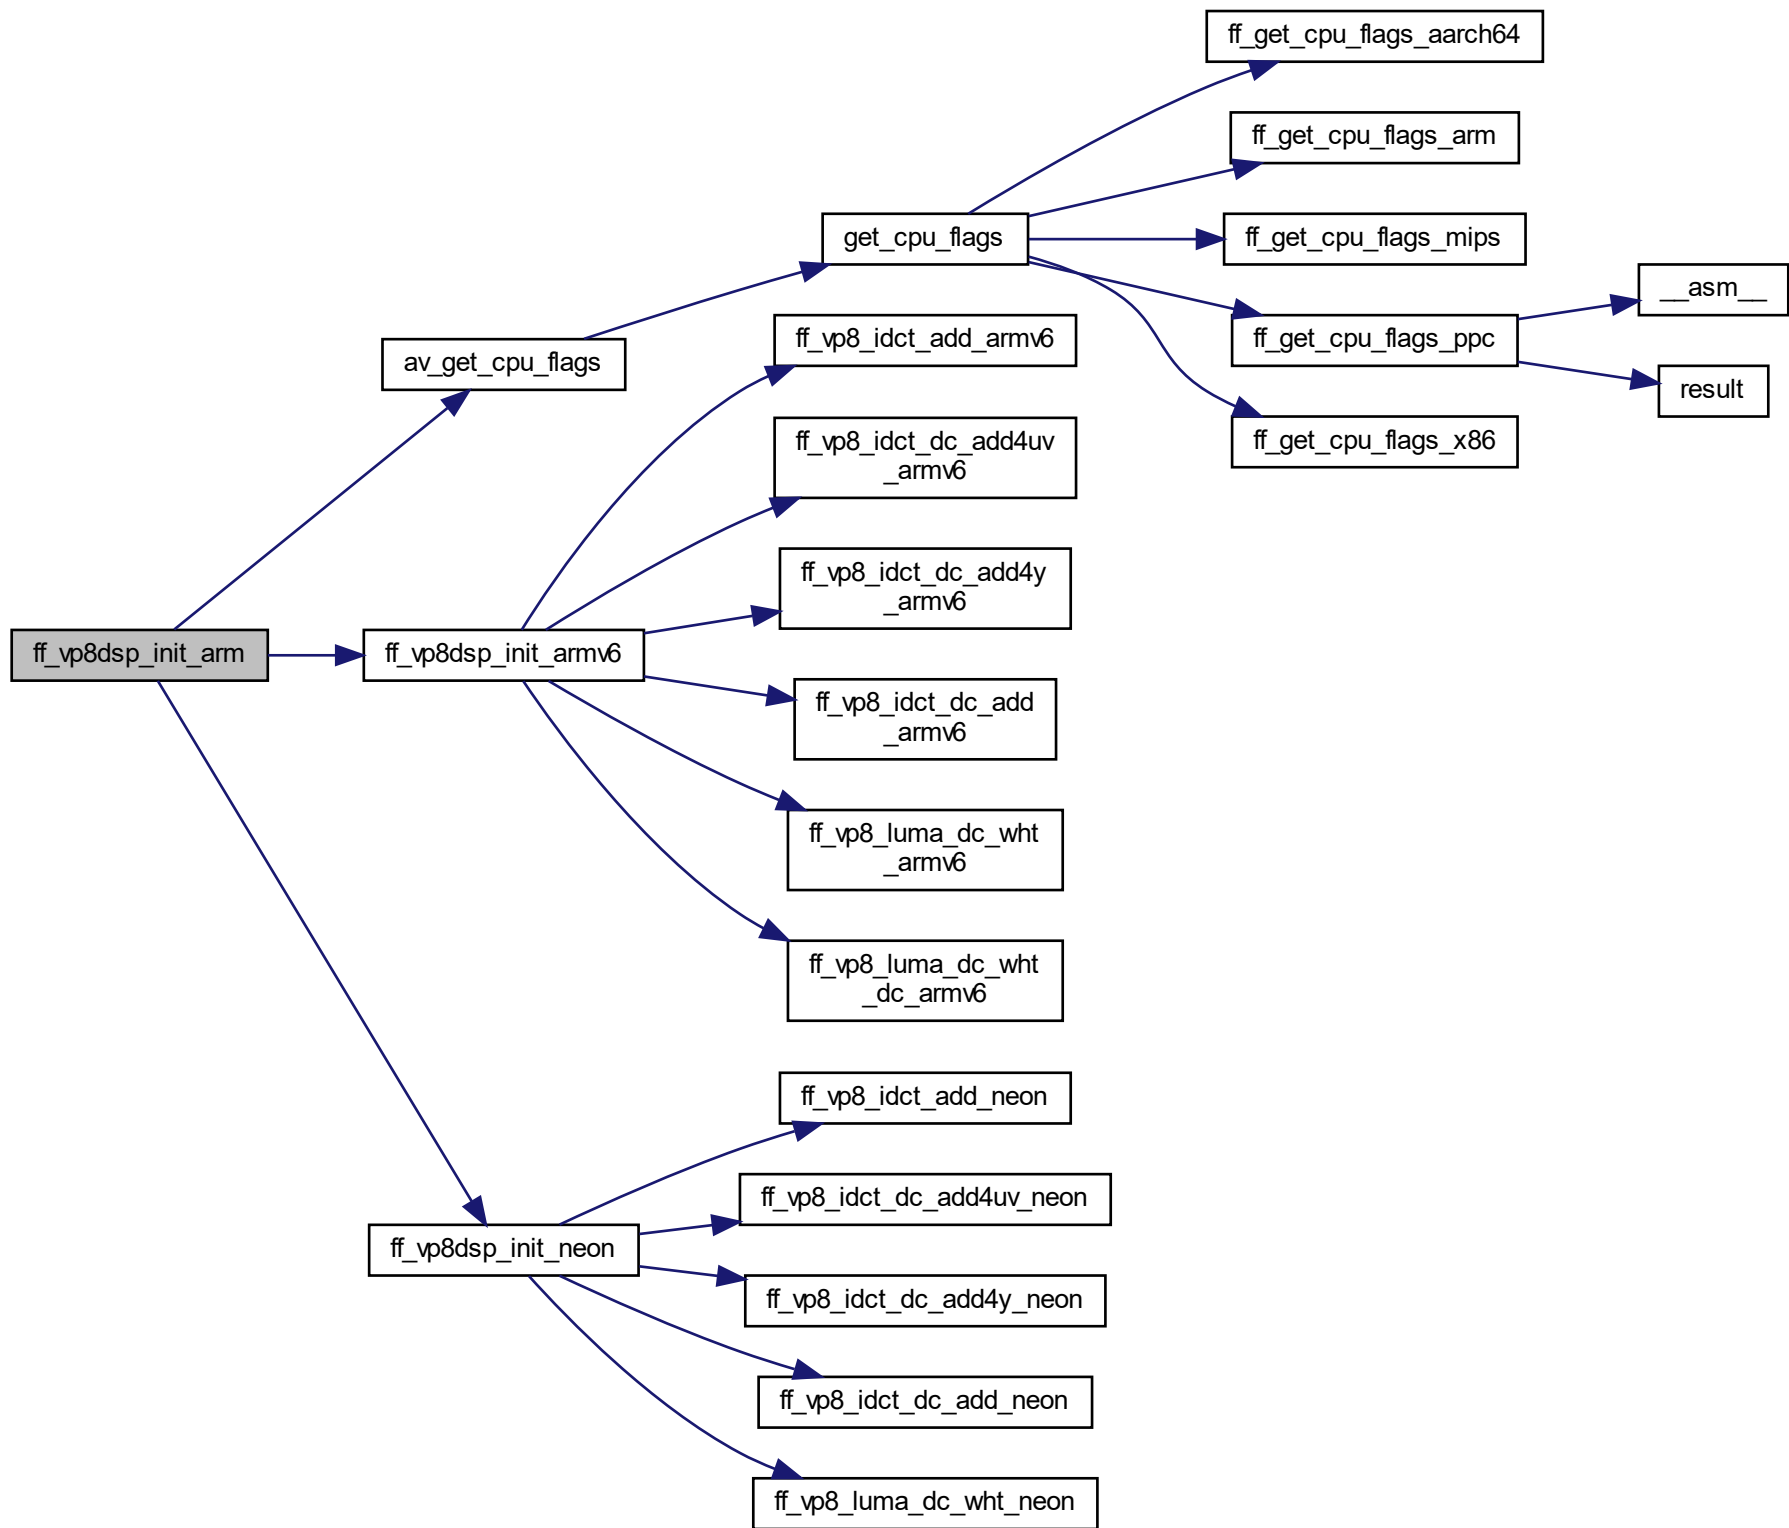 ff_get_cpu_flags_aarch64
ff_get_cpu_flags_arm
get_cpu_flags
ff_get_cpu_flags_mips
__asm__
ff_vp8_idct_add_armv6
ff_get_cpu_flags_ppc
av_get_cpu_flags
result
ff_vp8_idct_dc_add4uv
_armv6
ff_get_cpu_flags_x86
ff_vp8_idct_dc_add4y
_armv6
ff_vp8dsp_init_arm
ff_vp8dsp_init_armv6
ff_vp8_idct_dc_add
_armv6
ff_vp8_luma_dc_wht
_armv6
ff_vp8_luma_dc_wht
_dc_armv6
ff_vp8_idct_add_neon
ff_vp8_idct_dc_add4uv_neon
ff_vp8dsp_init_neon
ff_vp8_idct_dc_add4y_neon
ff_vp8_idct_dc_add_neon
ff_vp8_luma_dc_wht_neon